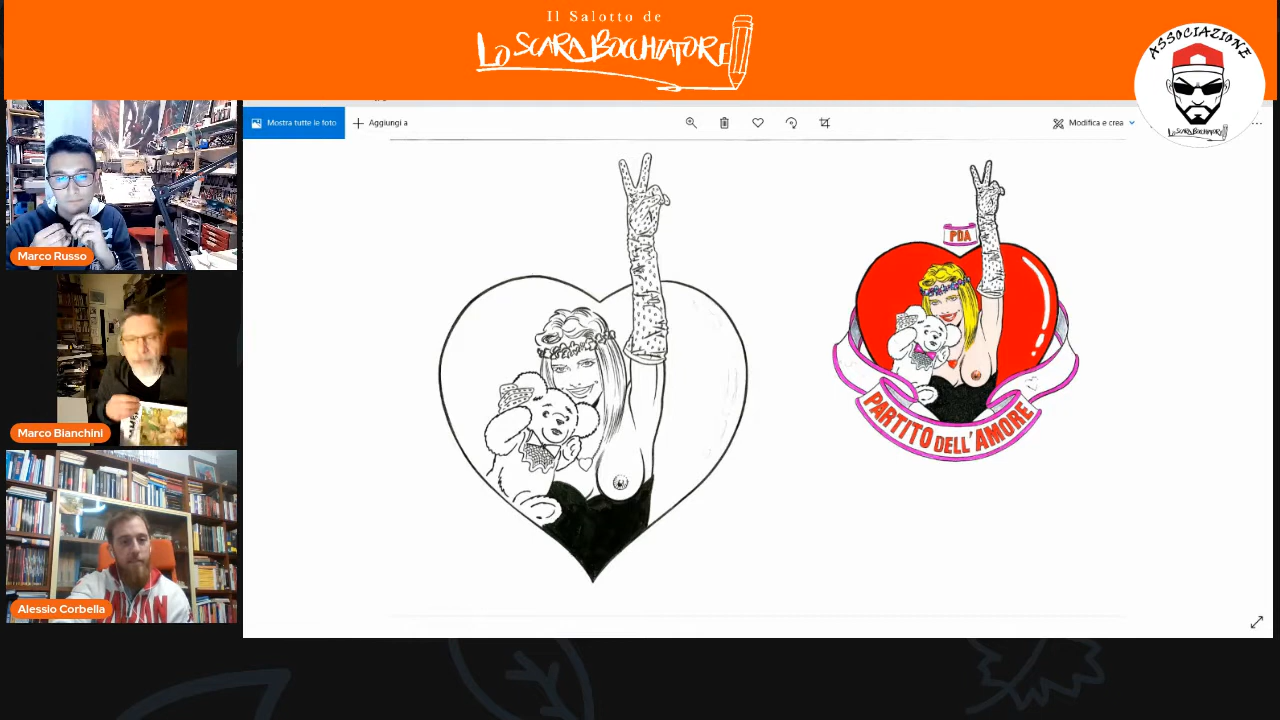 Il Salotto de
Lo SCARABOCCHIATORE
ASSOCIAZIONE
Lo SCARABOCCHIATORE
Mostra tutte le foto
Aggiungi a
Modifica e crea
Marco Russo
Marco Bianchini
Alessio Corbella
PDA
PARTITO DELL'AMORE